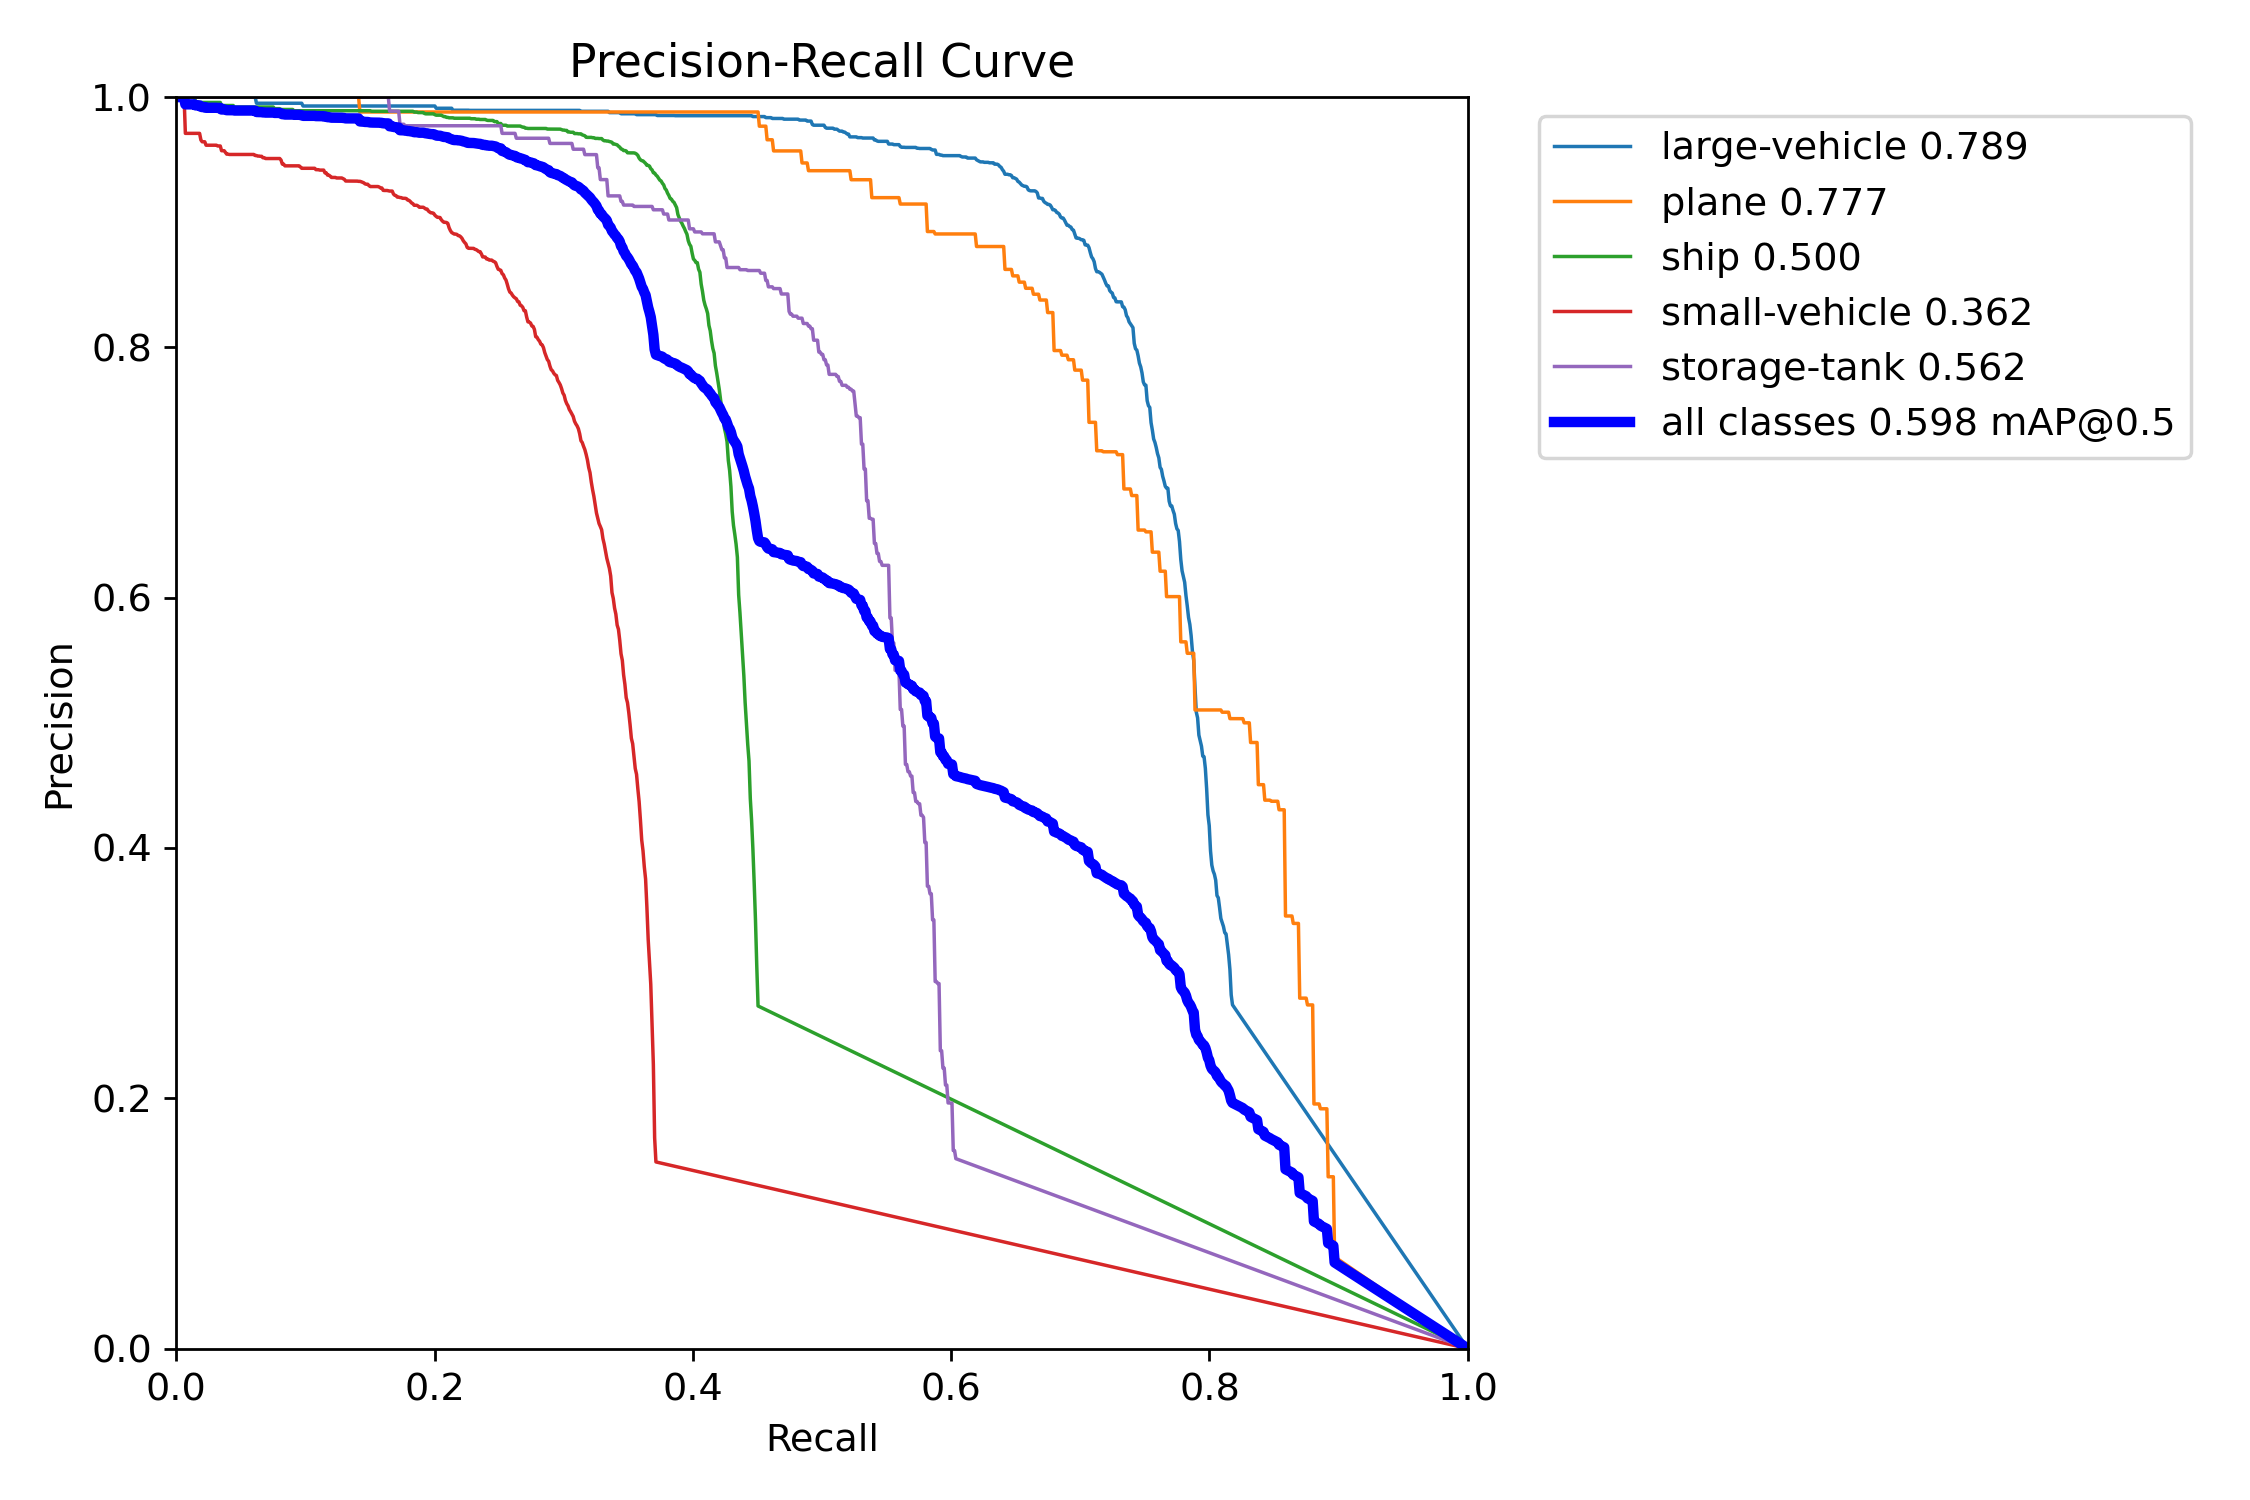 Precision-Recall Curve
1.0
0.8
0.6
0.4
0.2
0.0
Precision
0.0 0.2 0.4 0.6 0.8 1.0
Recall
large-vehicle 0.789
plane 0.777
ship 0.500
small-vehicle 0.362
storage-tank 0.562
all classes 0.598 mAP@0.5